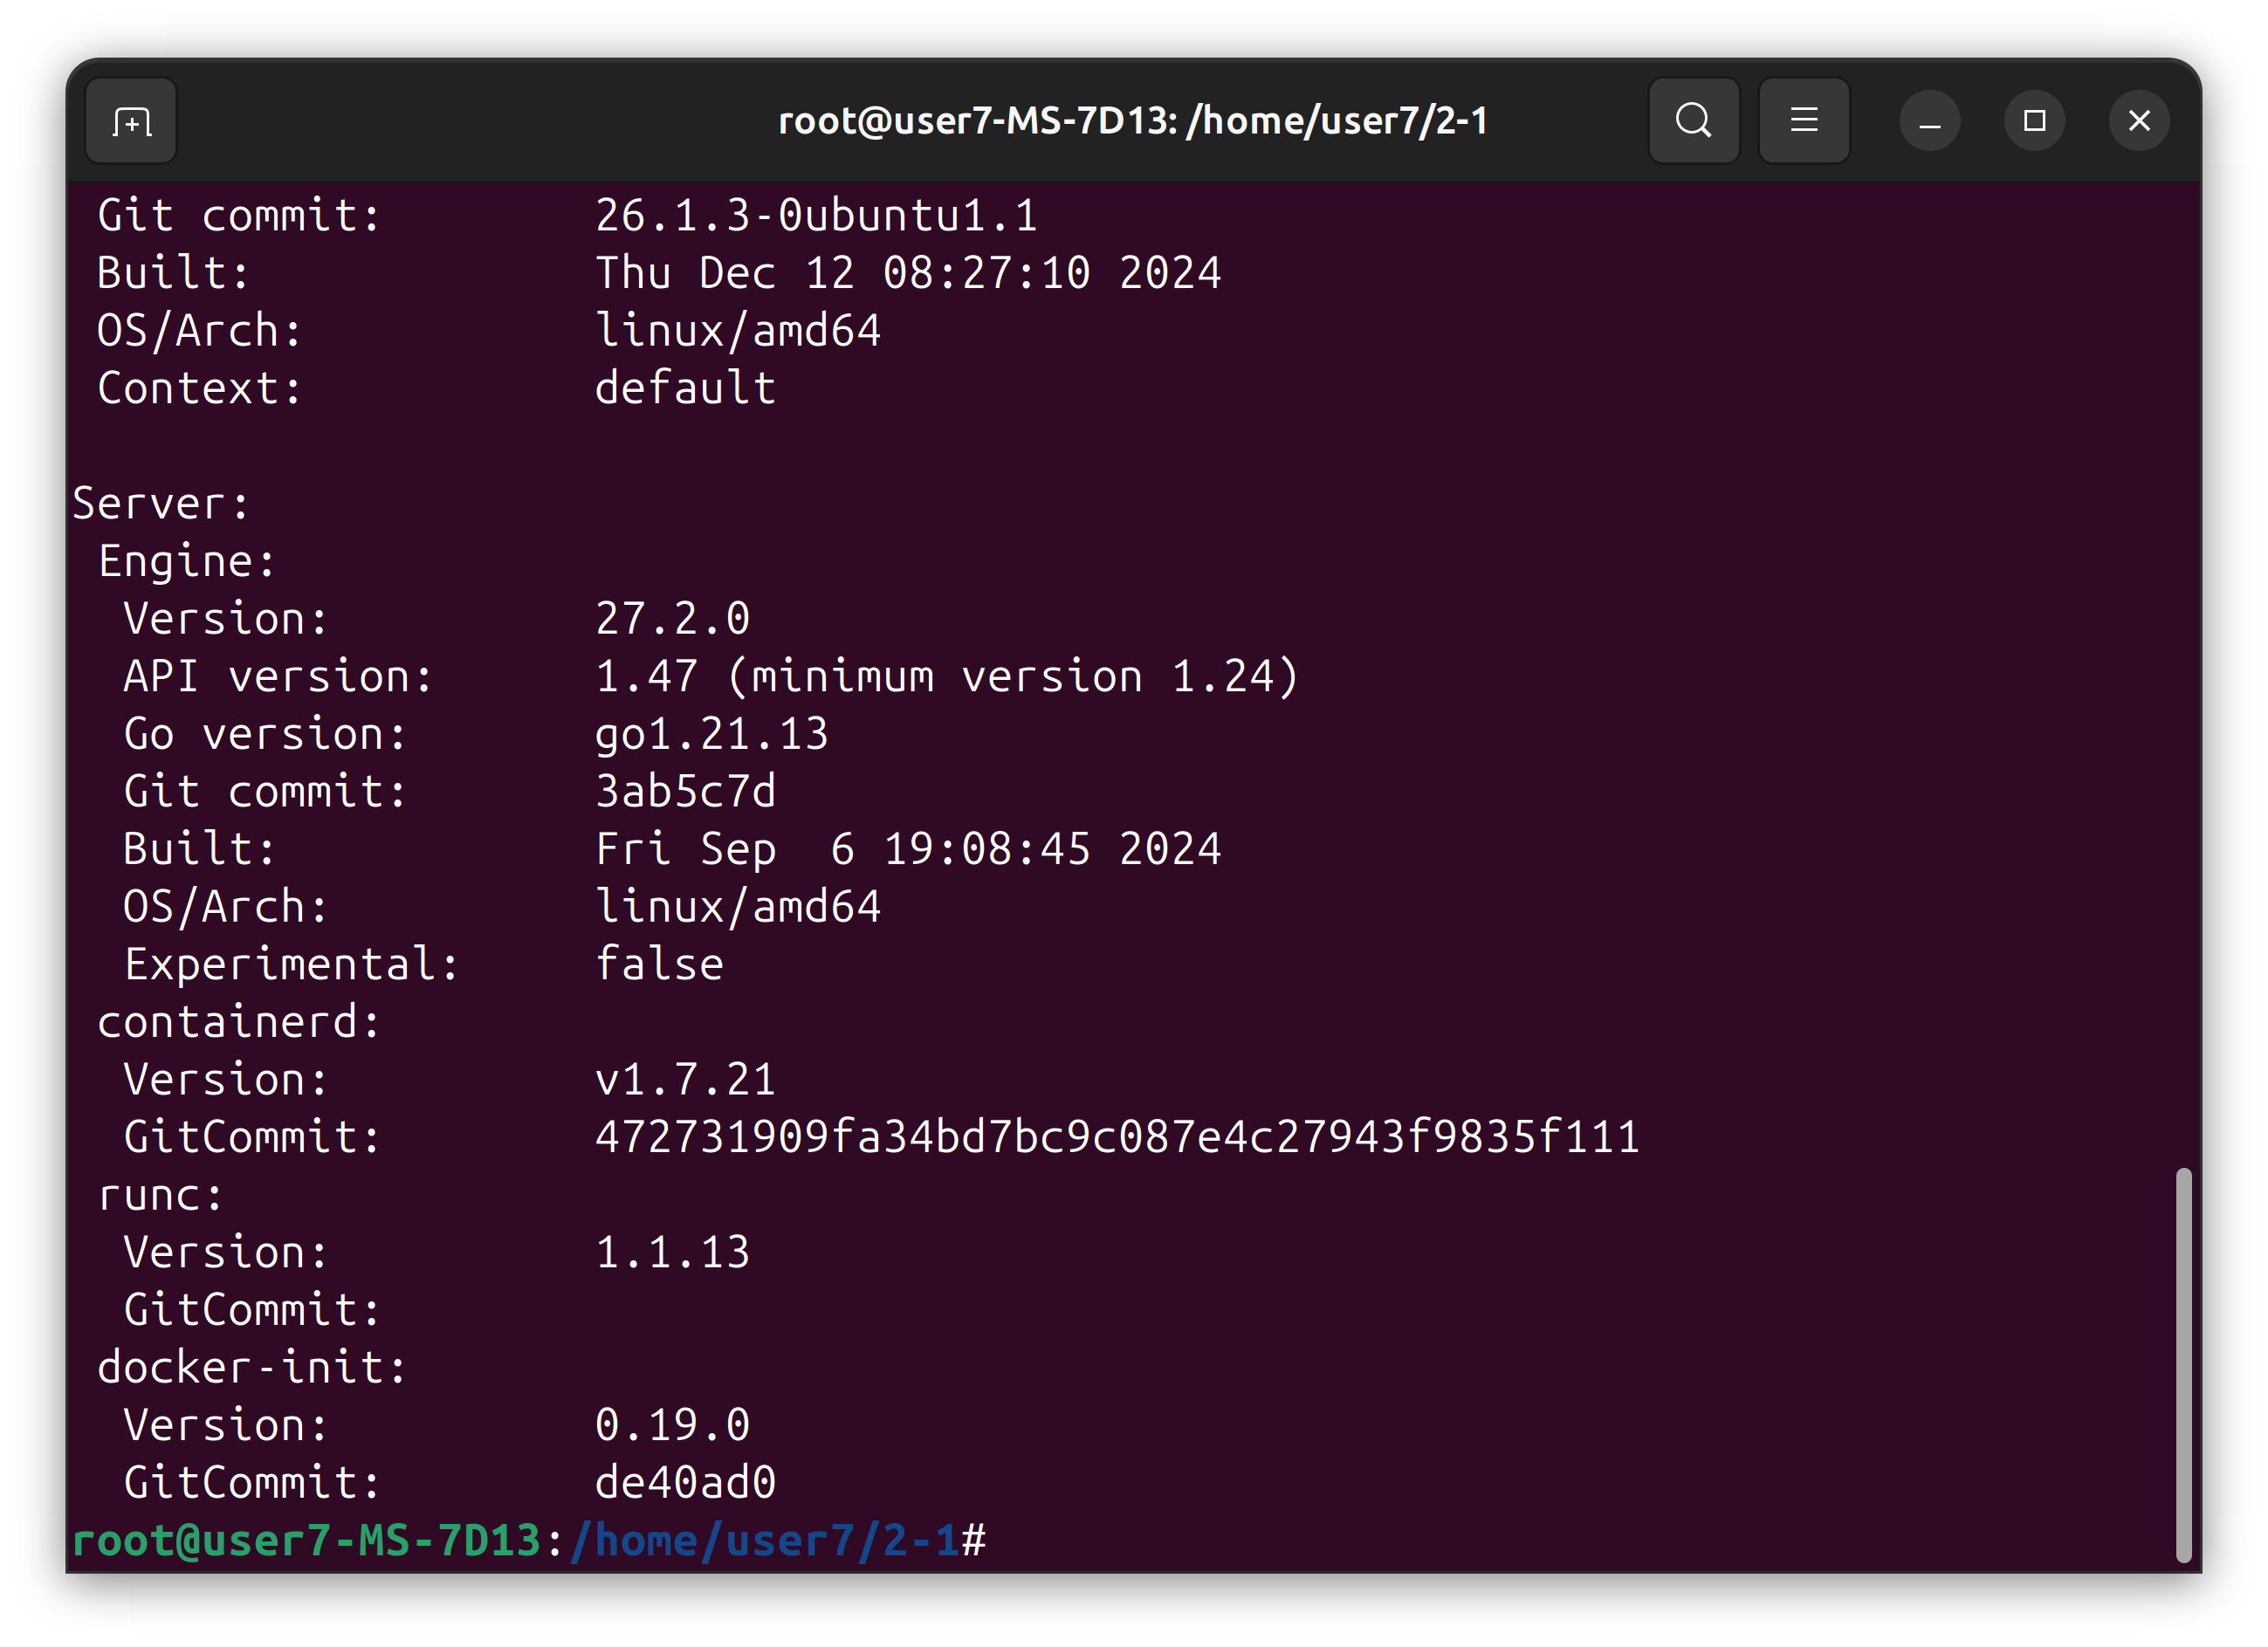 root@user7-MS-7D13: /home/user7/2-1
Git commit: 26.1.3-0ubuntu1.1
Built: Thu Dec 12 08:27:10 2024
OS/Arch: linux/amd64
Context: default
Server:
Engine:
Version: 27.2.0
API version: 1.47 (minimum version 1.24)
Go version: go1.21.13
Git commit: 3ab5c7d
Built: Fri Sep  6 19:08:45 2024
OS/Arch: linux/amd64
Experimental: false
containerd:
Version: v1.7.21
GitCommit: 472731909fa34bd7bc9c087e4c27943f9835f111
runc:
Version: 1.1.13
GitCommit:
docker-init:
Version: 0.19.0
GitCommit: de40ad0
root@user7-MS-7D13:/home/user7/2-1#